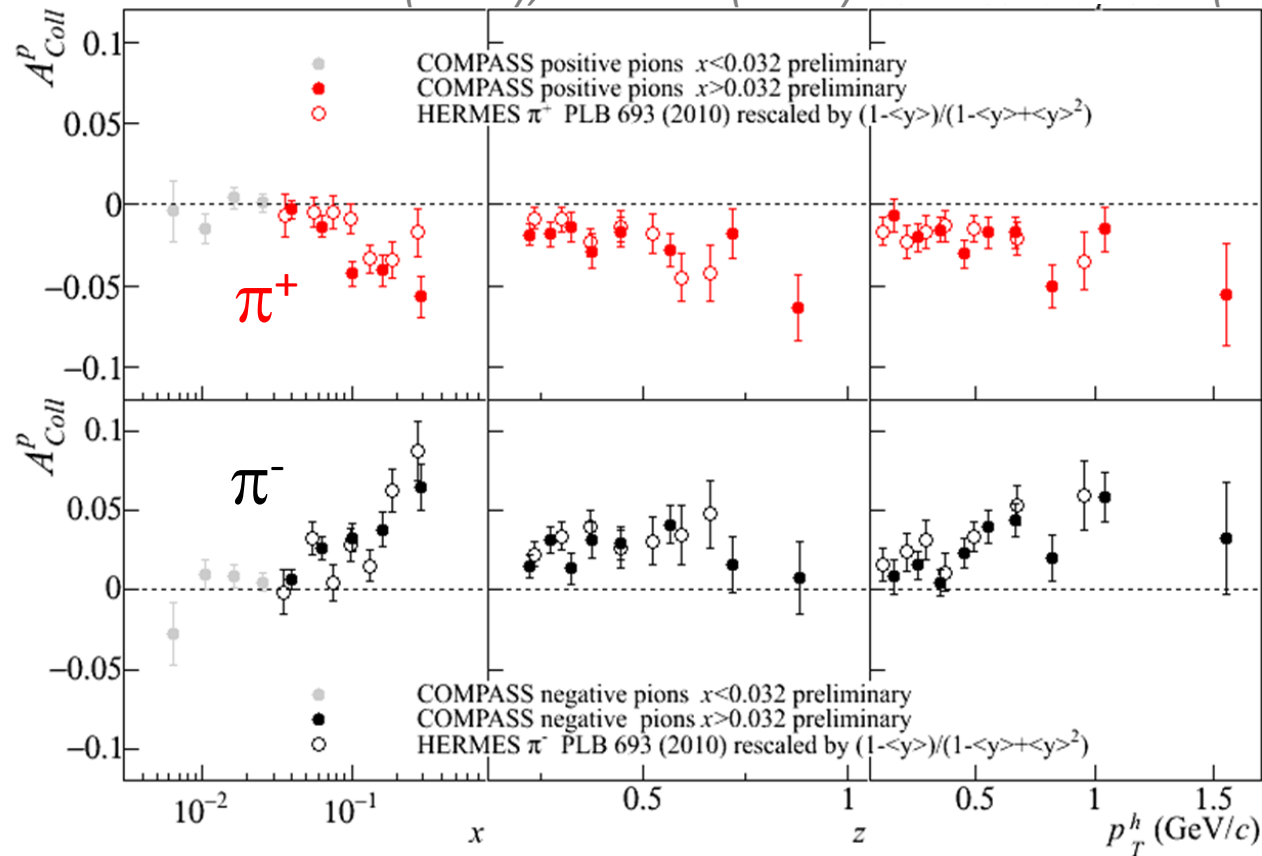 A^p_Coll
0.1
0.05
0
−0.05
−0.1
COMPASS positive pions x<0.032 preliminary
COMPASS positive pions x>0.032 preliminary
HERMES π⁺ PLB 693 (2010) rescaled by (1-<y>)/(1-<y>+<y>²)
π⁺
A^p_Coll
0.1
0.05
0
−0.05
−0.1
π⁻
COMPASS negative pions x<0.032 preliminary
COMPASS negative pions x>0.032 preliminary
HERMES π⁻ PLB 693 (2010) rescaled by (1-<y>)/(1-<y>+<y>²)
10⁻² 10⁻¹ 0.5 1 0.5 1 1.5
x z p_T^h (GeV/c)